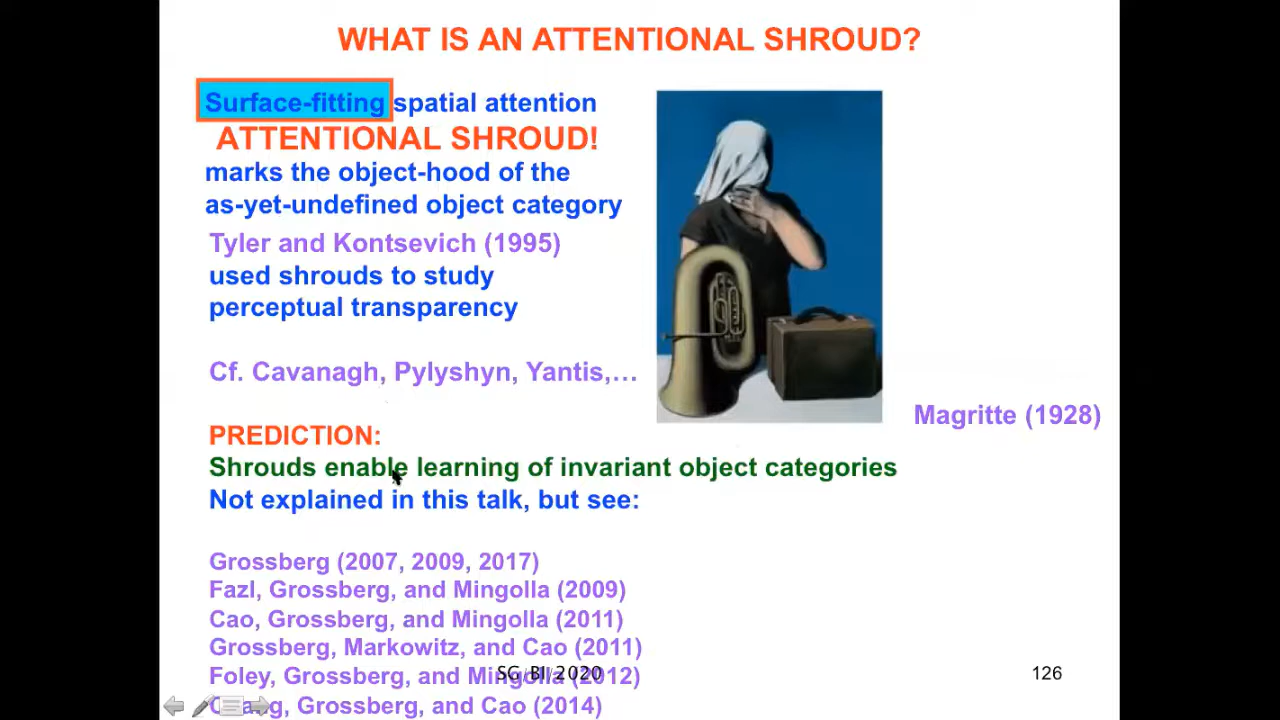 WHAT IS AN ATTENTIONAL SHROUD?
Surface-fitting spatial attention
ATTENTIONAL SHROUD!
marks the object-hood of the
as-yet-undefined object category
Tyler and Kontsevich (1995)
used shrouds to study
perceptual transparency
Cf. Cavanagh, Pylyshyn, Yantis,…
Magritte (1928)
PREDICTION:
Shrouds enable learning of invariant object categories
Not explained in this talk, but see:
Grossberg (2007, 2009, 2017)
Fazl, Grossberg, and Mingolla (2009)
Cao, Grossberg, and Mingolla (2011)
Grossberg, Markowitz, and Cao (2011)
Foley, Grossberg, and Mingolla (2012)
SG/BI/2020
126
Grossberg, and Cao (2014)